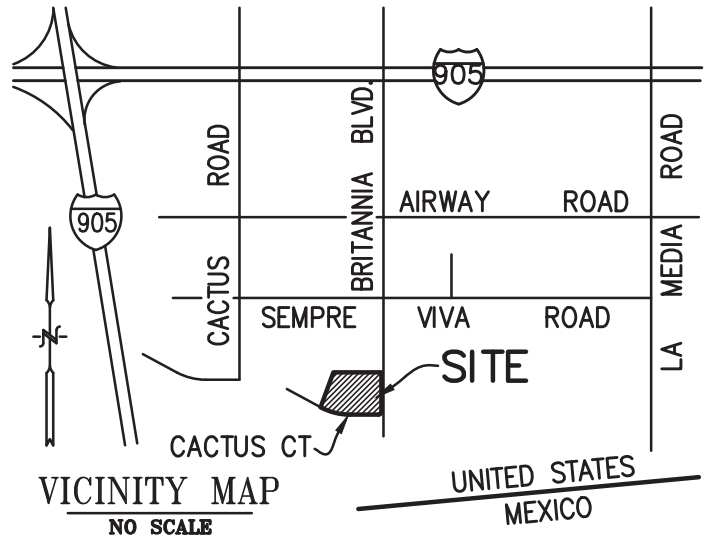 905
BRITANNIA BLVD.
CACTUS ROAD
LA MEDIA ROAD
AIRWAY ROAD
905
N
SEMPRE VIVA ROAD
SITE
CACTUS CT
VICINITY MAP
NO SCALE
UNITED STATES
MEXICO